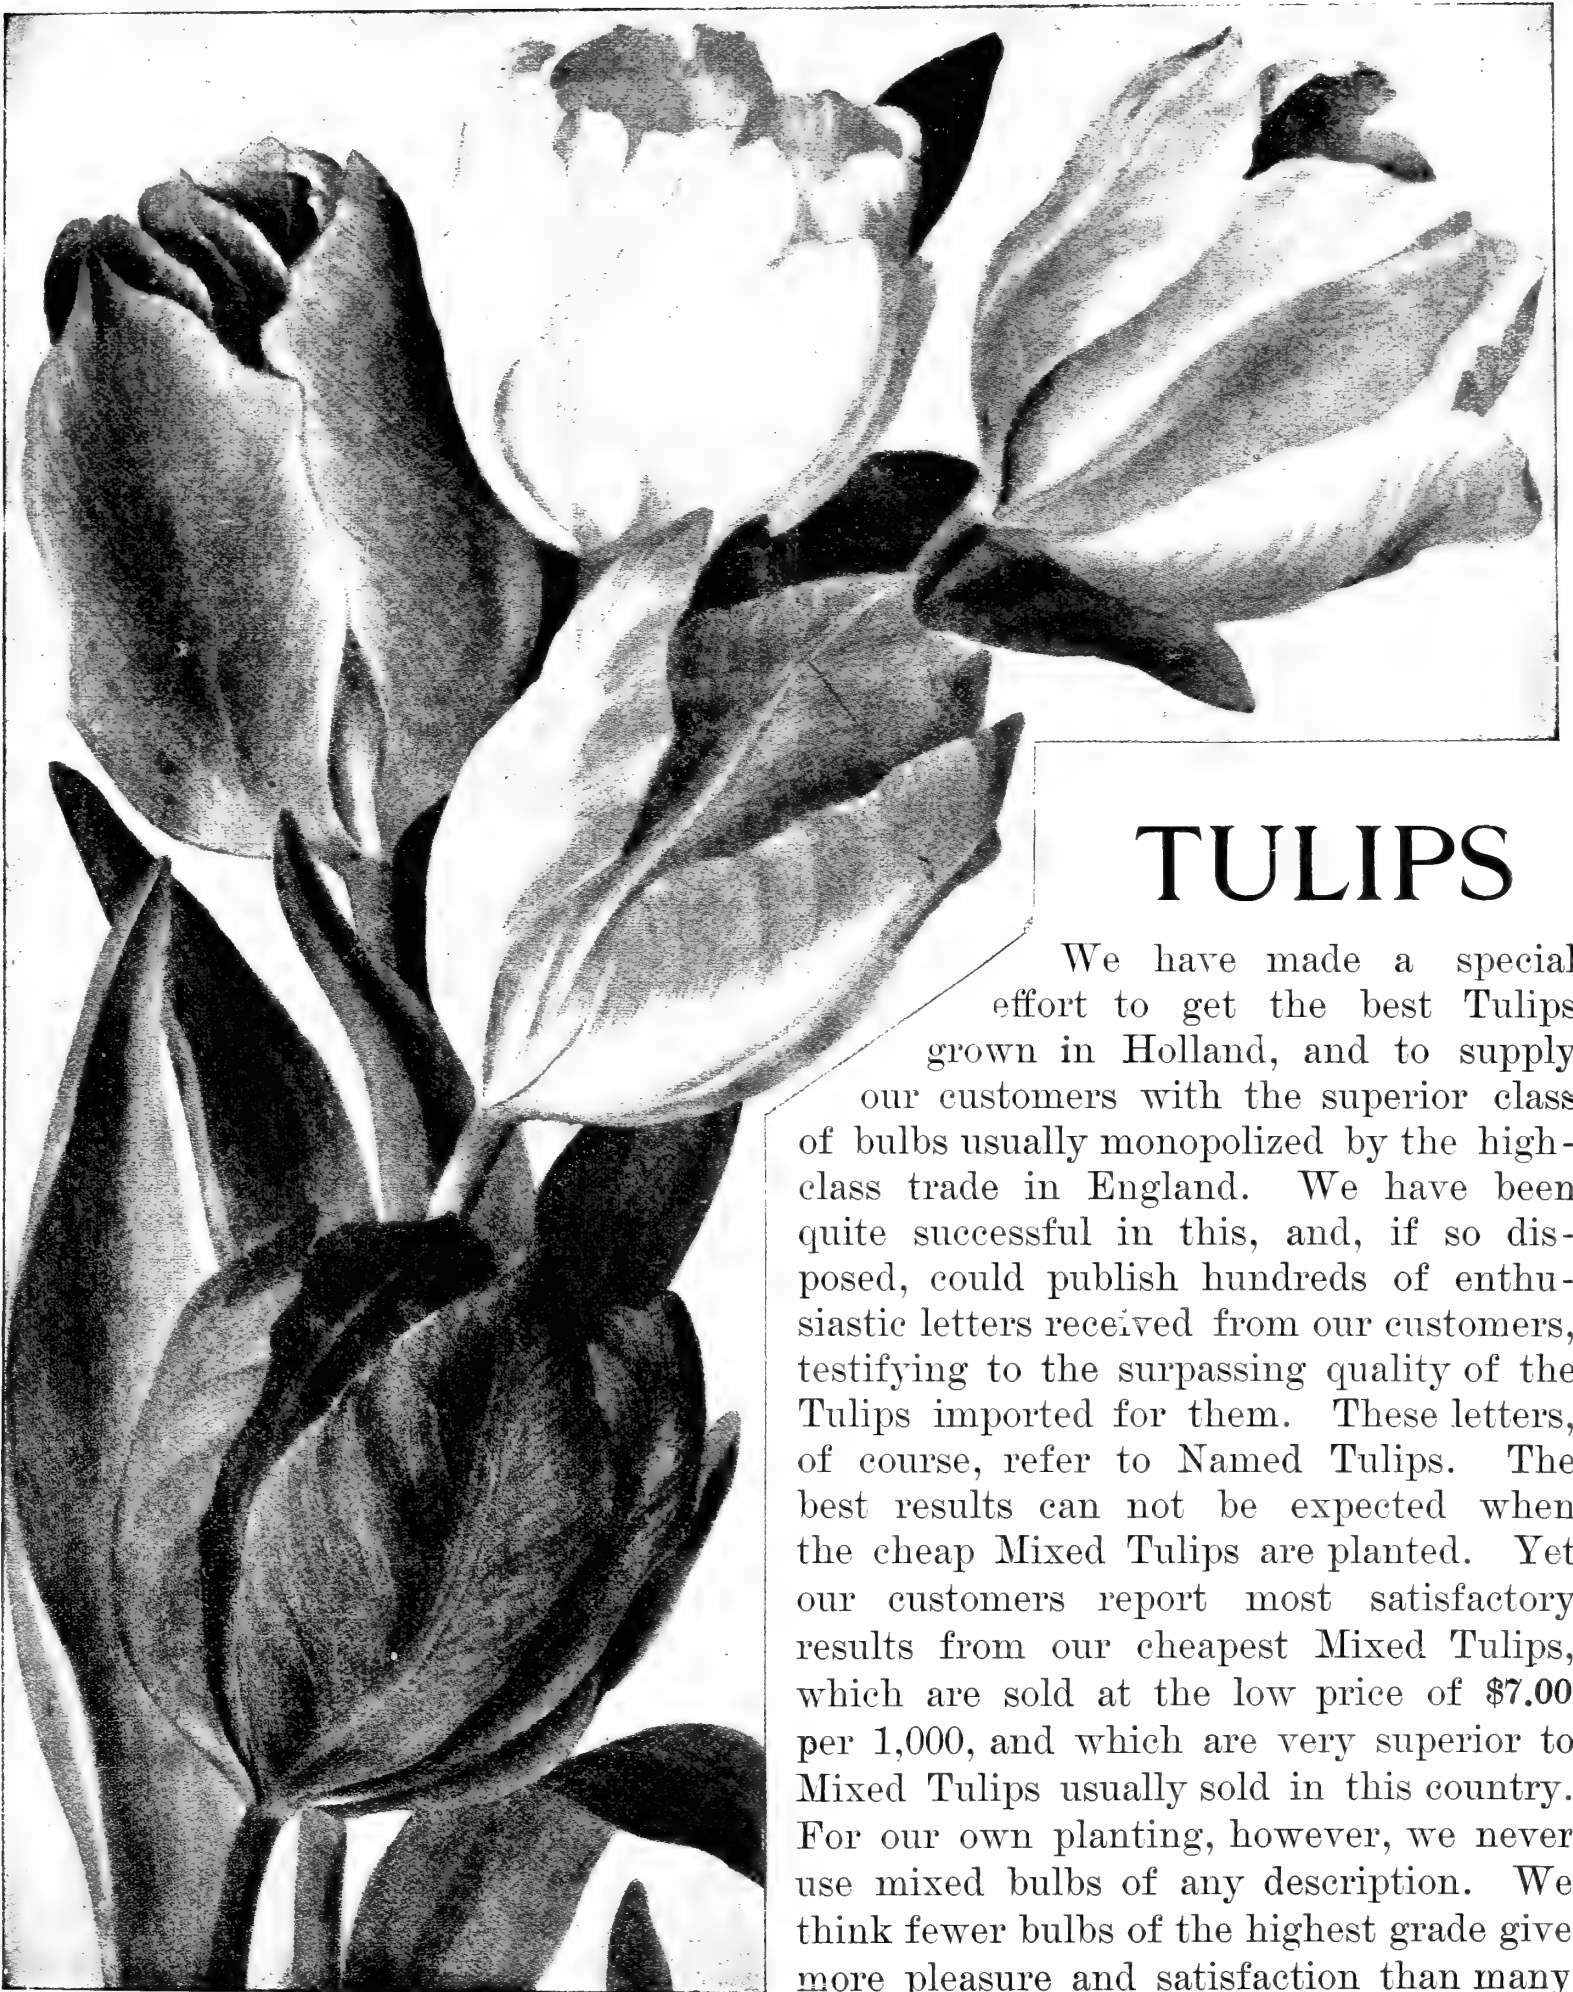 TULIPS
We have made a special
effort to get the best Tulips
grown in Holland, and to supply
our customers with the superior class
of bulbs usually monopolized by the high-
class trade in England. We have been
quite successful in this, and, if so dis-
posed, could publish hundreds of enthu-
siastic letters received from our customers,
testifying to the surpassing quality of the
Tulips imported for them. These letters,
of course, refer to Named Tulips. The
best results can not be expected when
the cheap Mixed Tulips are planted. Yet
our customers report most satisfactory
results from our cheapest Mixed Tulips,
which are sold at the low price of $7.00
per 1,000, and which are very superior to
Mixed Tulips usually sold in this country.
For our own planting, however, we never
use mixed bulbs of any description. We
think fewer bulbs of the highest grade give
more pleasure and satisfaction than many